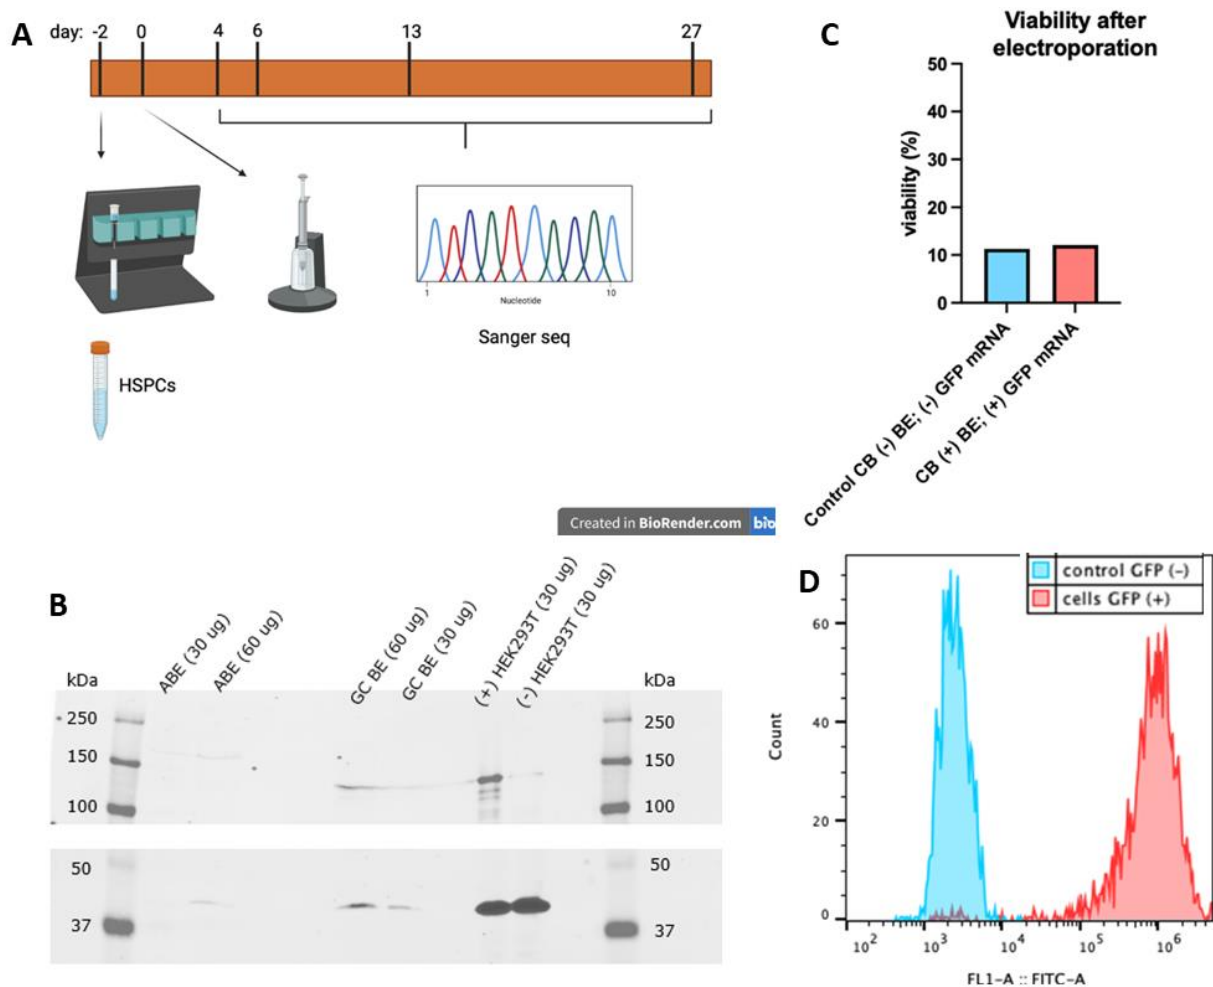 A
day: -2 0 4 6 13 27
HSPCs
1 10
Nucleotide
Sanger seq
Created in BioRender.com bio
C
Viability after
electroporation
viability (%)
50
40
30
20
10
0
Control CB (-) BE; (-) GFP mRNA
CB (+) BE; (+) GFP mRNA
B
ABE (30 ug)
ABE (60 ug)
GC BE (60 ug)
GC BE (30 ug)
(+) HEK293T (30 ug)
(-) HEK293T (30 ug)
kDa kDa
250 250
150 150
100 100
50 50
37 37
D
control GFP (-)
cells GFP (+)
Count
60
40
20
0
10² 10³ 10⁴ 10⁵ 10⁶
FL1-A :: FITC-A